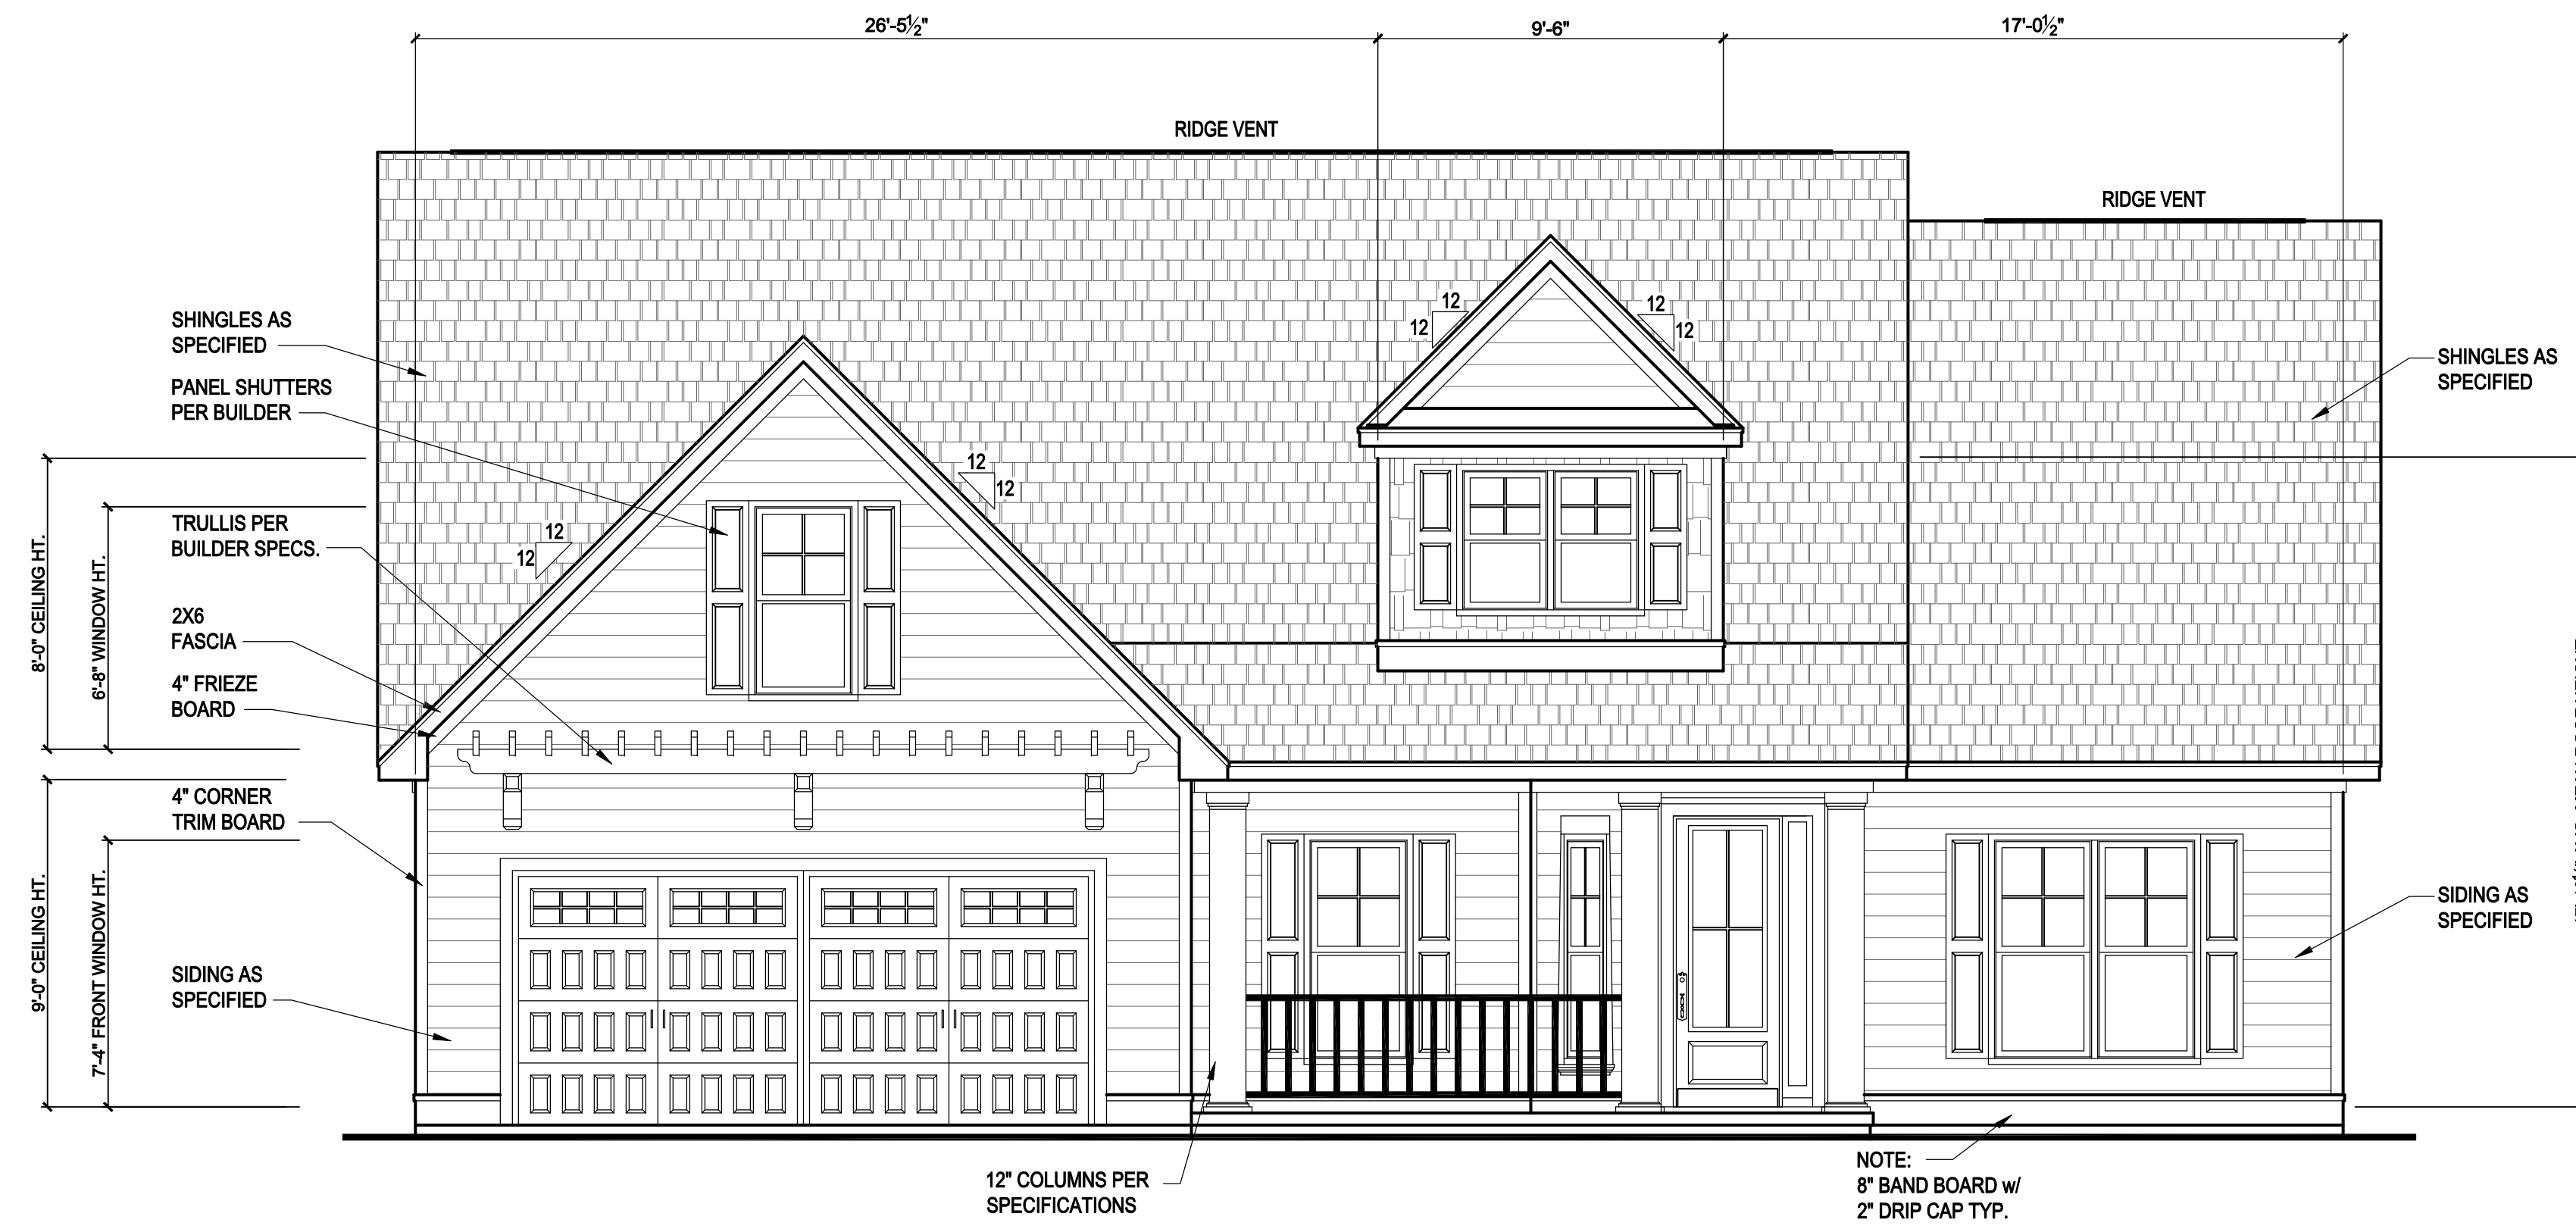 26'-5½"
9'-6"
17'-0½"
RIDGE VENT
RIDGE VENT
12
12
12
12
SHINGLES AS
SPECIFIED
SHINGLES AS
SPECIFIED
PANEL SHUTTERS
PER BUILDER
12
12
TRULLIS PER
BUILDER SPECS.
12
12
8'-0" CEILING HT.
6'-8" WINDOW HT.
2X6
FASCIA
4" FRIEZE
BOARD
4" CORNER
TRIM BOARD
9'-0" CEILING HT.
7'-4" FRONT WINDOW HT.
SIDING AS
SPECIFIED
SIDING AS
SPECIFIED
12" COLUMNS PER
SPECIFICATIONS
NOTE:
8" BAND BOARD w/
2" DRIP CAP TYP.